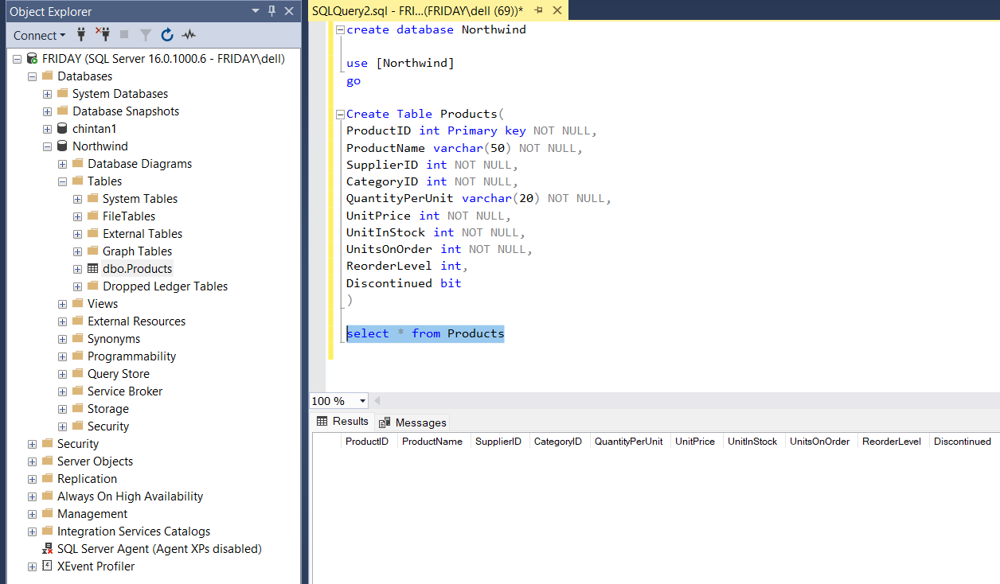 Object Explorer
Connect
FRIDAY (SQL Server 16.0.1000.6 - FRIDAY\dell)
Databases
System Databases
Database Snapshots
chintan1
Northwind
Database Diagrams
Tables
System Tables
FileTables
External Tables
Graph Tables
dbo.Products
Dropped Ledger Tables
Views
External Resources
Synonyms
Programmability
Query Store
Service Broker
Storage
Security
Security
Server Objects
Replication
Always On High Availability
Management
Integration Services Catalogs
SQL Server Agent (Agent XPs disabled)
XEvent Profiler
SQLQuery2.sql - FRI...(FRIDAY\dell (69))*
create database Northwind
use [Northwind]
go
Create Table Products(
ProductID int Primary key NOT NULL,
ProductName varchar(50) NOT NULL,
SupplierID int NOT NULL,
CategoryID int NOT NULL,
QuantityPerUnit varchar(20) NOT NULL,
UnitPrice int NOT NULL,
UnitInStock int NOT NULL,
UnitsOnOrder int NOT NULL,
ReorderLevel int,
Discontinued bit
)
select * from Products
100 %
Results Messages
ProductID ProductName SupplierID CategoryID QuantityPerUnit UnitPrice UnitInStock UnitsOnOrder ReorderLevel Discontinued